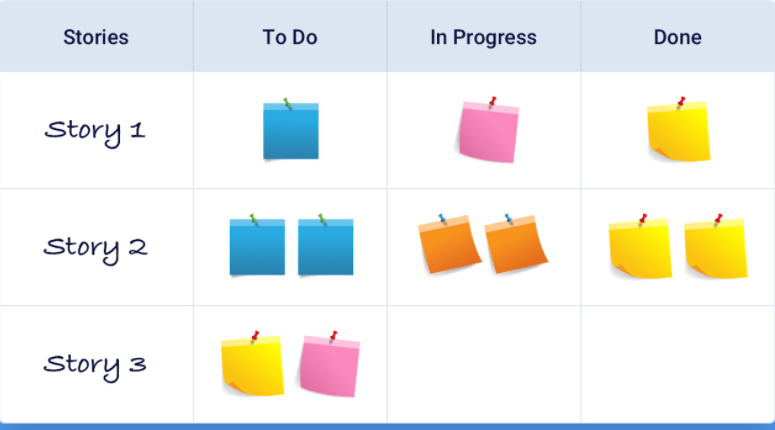 Stories To Do In Progress Done
Story 1
Story 2
Story 3